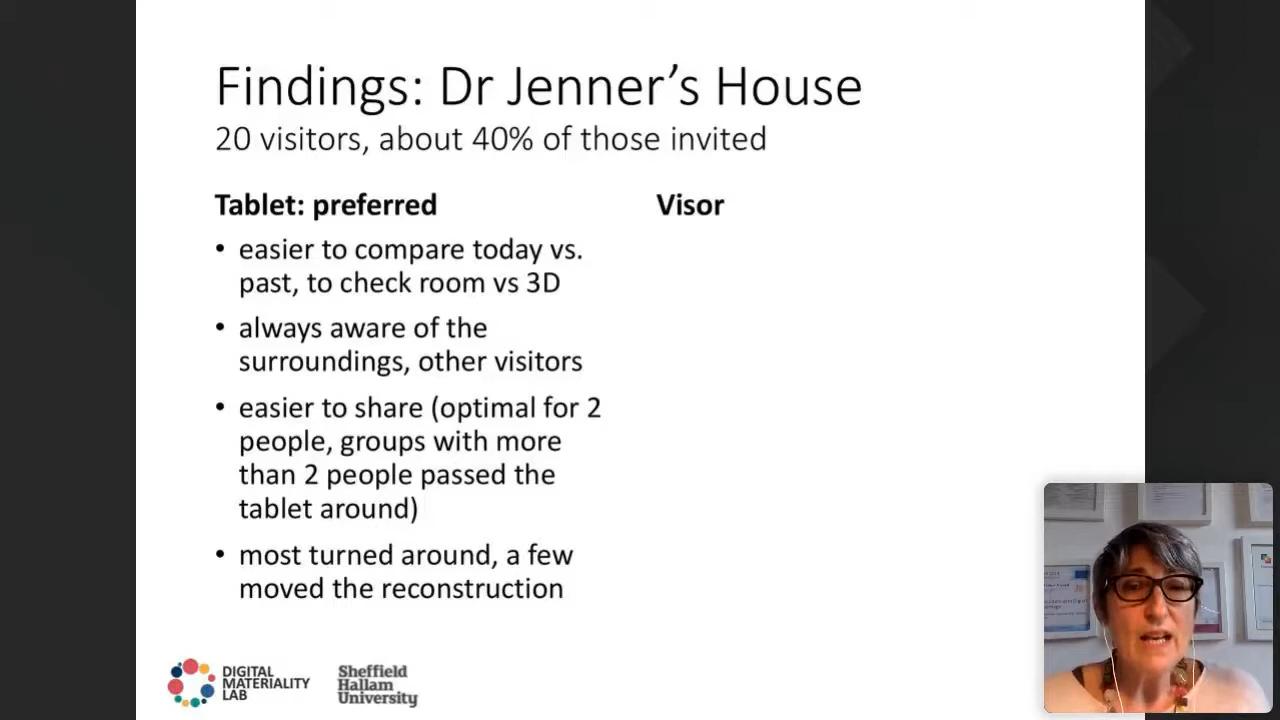 Findings: Dr Jenner's House
20 visitors, about 40% of those invited
Tablet: preferred
• easier to compare today vs.
past, to check room vs 3D
• always aware of the
surroundings, other visitors
• easier to share (optimal for 2
people, groups with more
than 2 people passed the
tablet around)
• most turned around, a few
moved the reconstruction
Visor
DIGITAL
MATERIALITY
LAB
Sheffield
Hallam
University